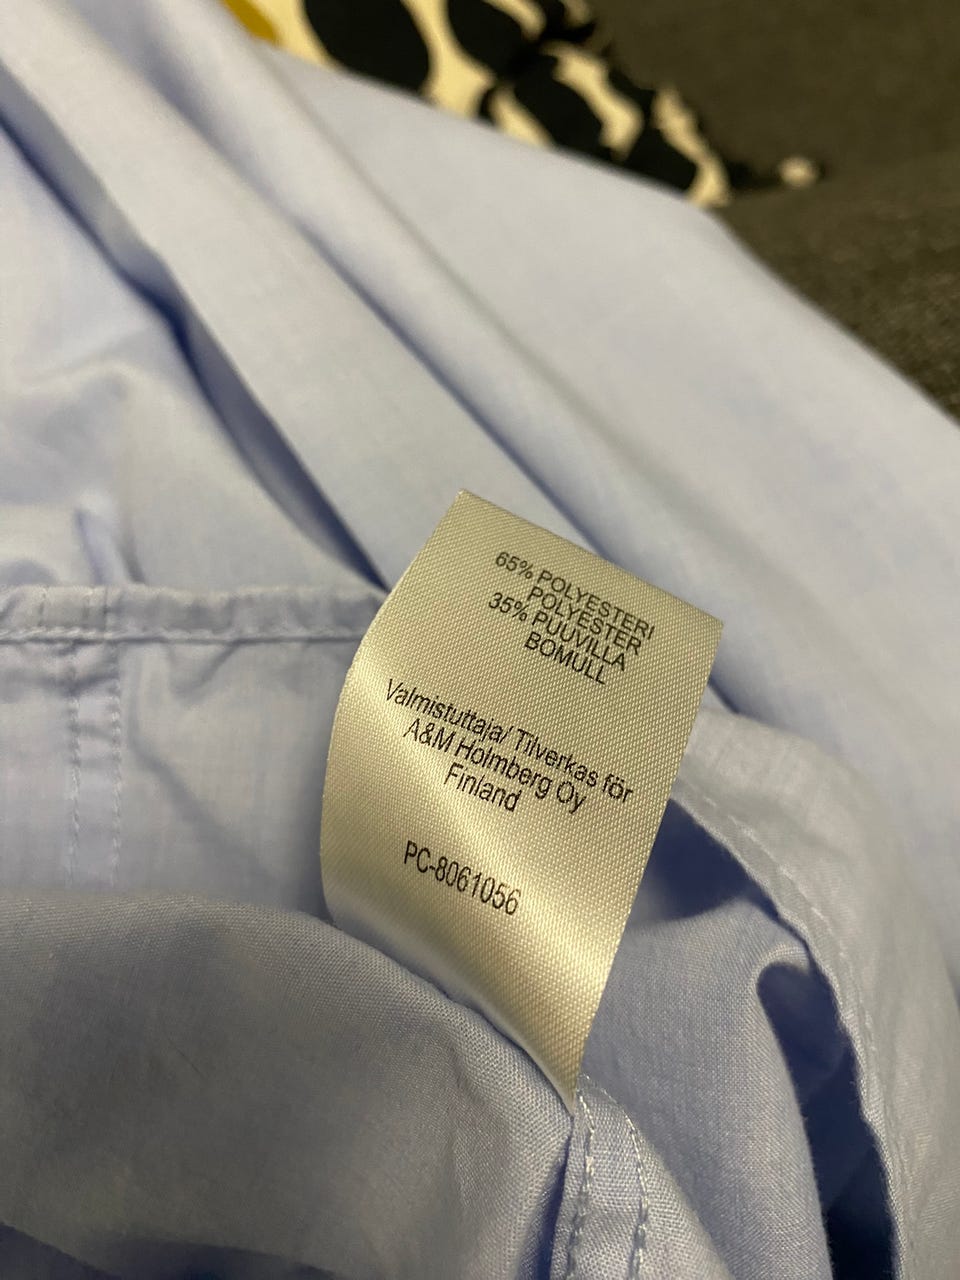 65% POLYESTERI
POLYESTER
35% PUUVILLA
BOMULL
Valmistuttaja/ Tilverkas för
A&M Holmberg Oy
Finland
PC-8061056